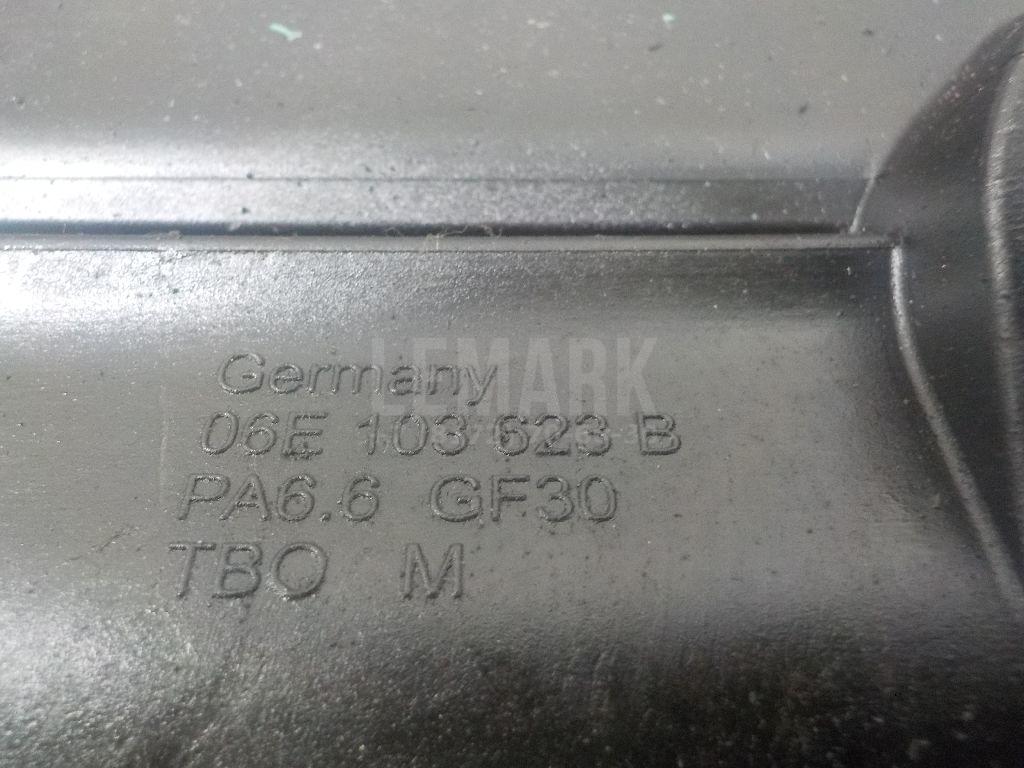 Germany
LEMARK
06E 103 623 B
PA6.6 GF30
TBO M